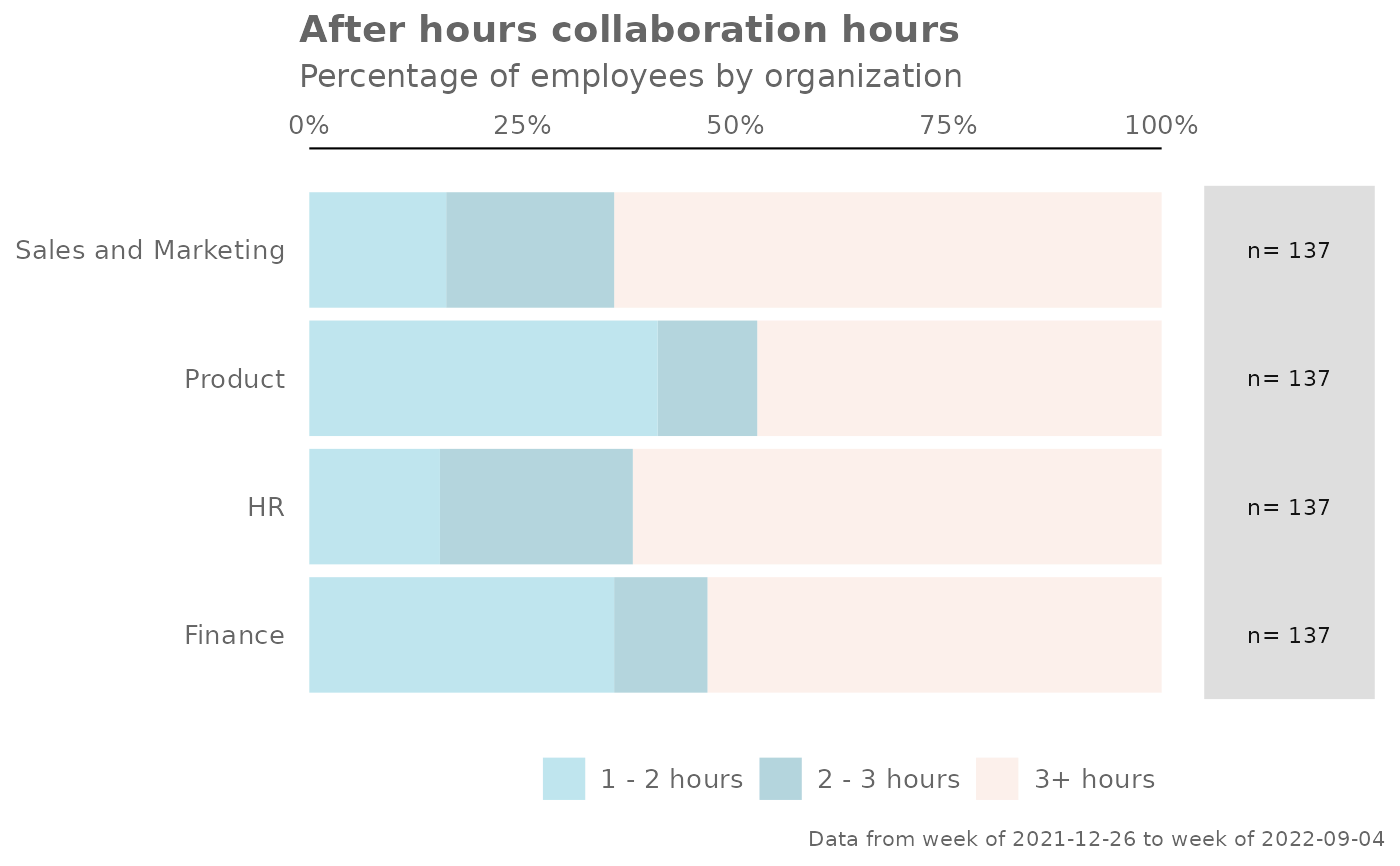 After hours collaboration hours
Percentage of employees by organization
0% 25% 50% 75% 100%
Sales and Marketing n= 137
Product n= 137
HR n= 137
Finance n= 137
1 - 2 hours 2 - 3 hours 3+ hours
Data from week of 2021-12-26 to week of 2022-09-04